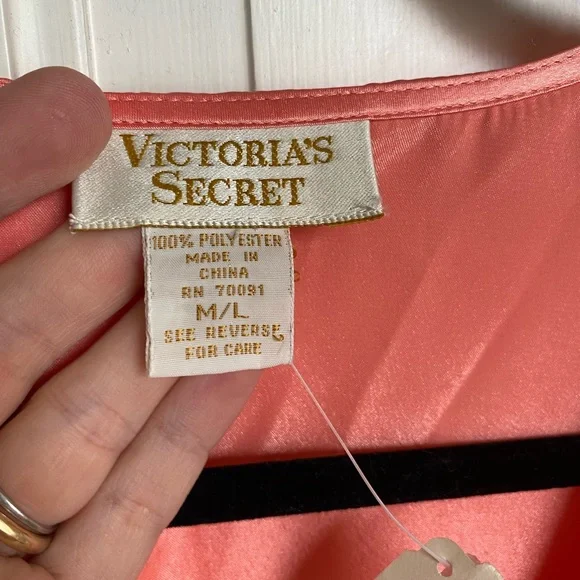 VICTORIA'S
SECRET
100% POLYESTER
MADE IN
CHINA
RN 70091
M/L
SEE REVERSE
FOR CARE